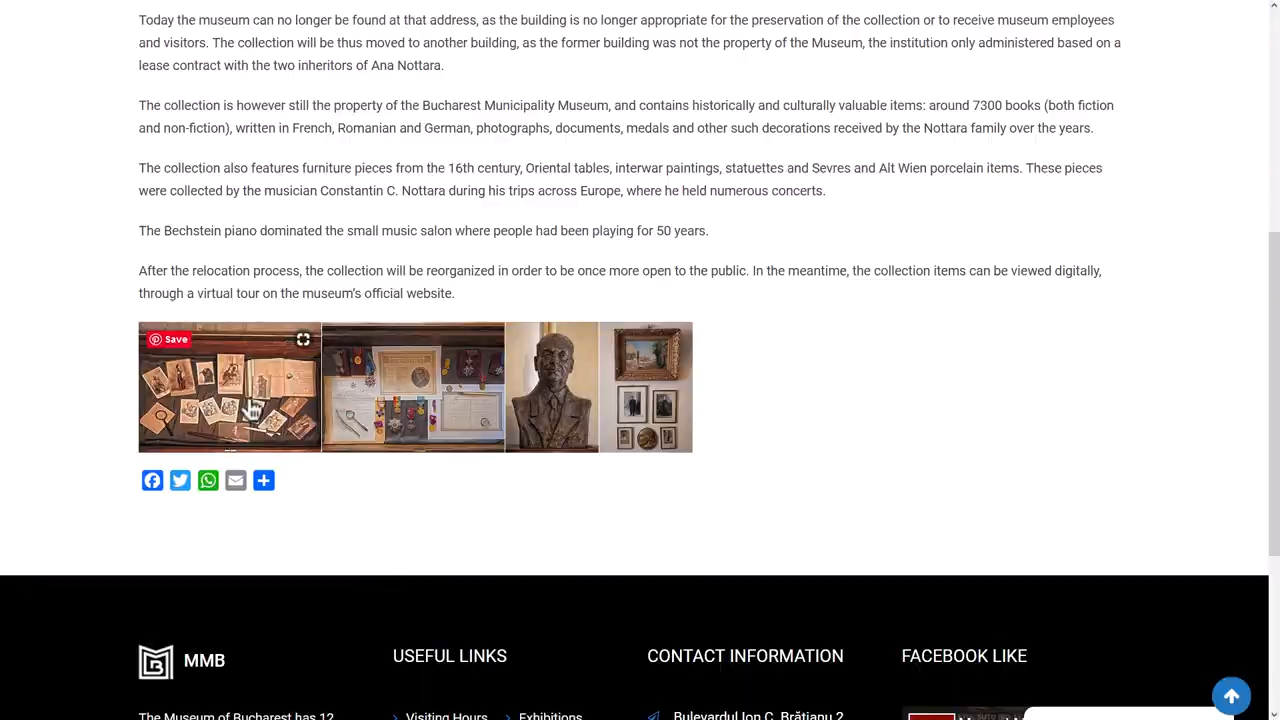 Today the museum can no longer be found at that address, as the building is no longer appropriate for the preservation of the collection or to receive museum employees
and visitors. The collection will be thus moved to another building, as the former building was not the property of the Museum, the institution only administered based on a
lease contract with the two inheritors of Ana Nottara.
The collection is however still the property of the Bucharest Municipality Museum, and contains historically and culturally valuable items: around 7300 books (both fiction
and non-fiction), written in French, Romanian and German, photographs, documents, medals and other such decorations received by the Nottara family over the years.
The collection also features furniture pieces from the 16th century, Oriental tables, interwar paintings, statuettes and Sevres and Alt Wien porcelain items. These pieces
were collected by the musician Constantin C. Nottara during his trips across Europe, where he held numerous concerts.
The Bechstein piano dominated the small music salon where people had been playing for 50 years.
After the relocation process, the collection will be reorganized in order to be once more open to the public. In the meantime, the collection items can be viewed digitally,
through a virtual tour on the museum's official website.
Save
MMB
USEFUL LINKS
CONTACT INFORMATION
FACEBOOK LIKE
The Museum of Bucharest has 12
Visiting Hours
Exhibitions
Bulevardul Ion C. Brătianu 2